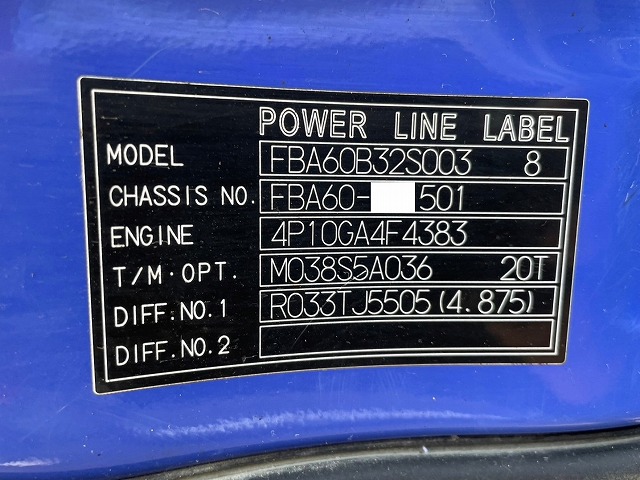 POWER LINE LABEL
MODEL FBA60B32S003 8
CHASSIS NO. FBA60- 501
ENGINE 4P10GA4F4383
T/M·OPT. M038S5A036 20T
DIFF.NO.1 R033TJ5505(4.875)
DIFF.NO.2